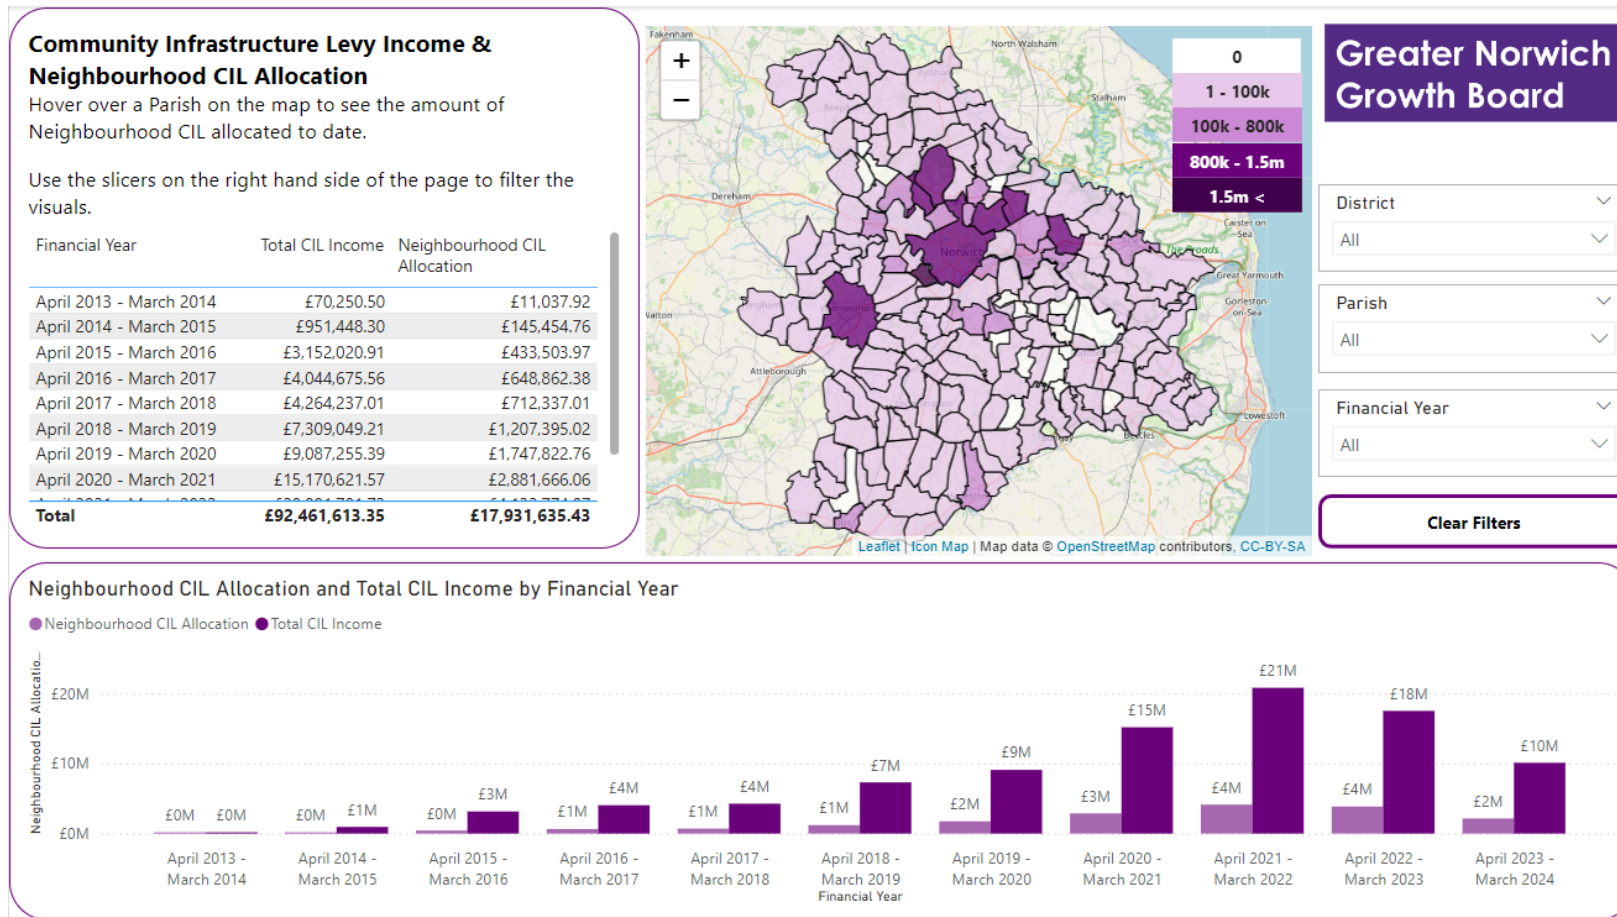 Community Infrastructure Levy Income &
Neighbourhood CIL Allocation
Hover over a Parish on the map to see the amount of
Neighbourhood CIL allocated to date.
Use the slicers on the right hand side of the page to filter the
visuals.
Financial Year Total CIL Income Neighbourhood CIL
Allocation
April 2013 - March 2014 £70,250.50 £11,037.92
April 2014 - March 2015 £951,448.30 £145,454.76
April 2015 - March 2016 £3,152,020.91 £433,503.97
April 2016 - March 2017 £4,044,675.56 £648,862.38
April 2017 - March 2018 £4,264,237.01 £712,337.01
April 2018 - March 2019 £7,309,049.21 £1,207,395.02
April 2019 - March 2020 £9,087,255.39 £1,747,822.76
April 2020 - March 2021 £15,170,621.57 £2,881,666.06
Total £92,461,613.35 £17,931,635.43
+
−
Fakenham
North Walsham
Aylsham
Stalham
Dereham
Norwich
The Broads
Caister-on
-Sea
Great Yarmouth
Gorleston-
on-Sea
Watton
Attleborough
Lowestoft
Beccles
0
1 - 100k
100k - 800k
800k - 1.5m
1.5m <
Leaflet | Icon Map | Map data © OpenStreetMap contributors, CC-BY-SA
Greater Norwich
Growth Board
District
All
Parish
All
Financial Year
All
Clear Filters
Neighbourhood CIL Allocation and Total CIL Income by Financial Year
Neighbourhood CIL Allocation Total CIL Income
Neighbourhood CIL Allocatio...
£20M
£10M
£0M
£0M £0M
£0M £1M
£0M £3M
£1M £4M
£1M £4M
£1M £7M
£2M £9M
£3M £15M
£4M £21M
£4M £18M
£2M £10M
April 2013 -
March 2014
April 2014 -
March 2015
April 2015 -
March 2016
April 2016 -
March 2017
April 2017 -
March 2018
April 2018 -
March 2019
April 2019 -
March 2020
April 2020 -
March 2021
April 2021 -
March 2022
April 2022 -
March 2023
April 2023 -
March 2024
Financial Year